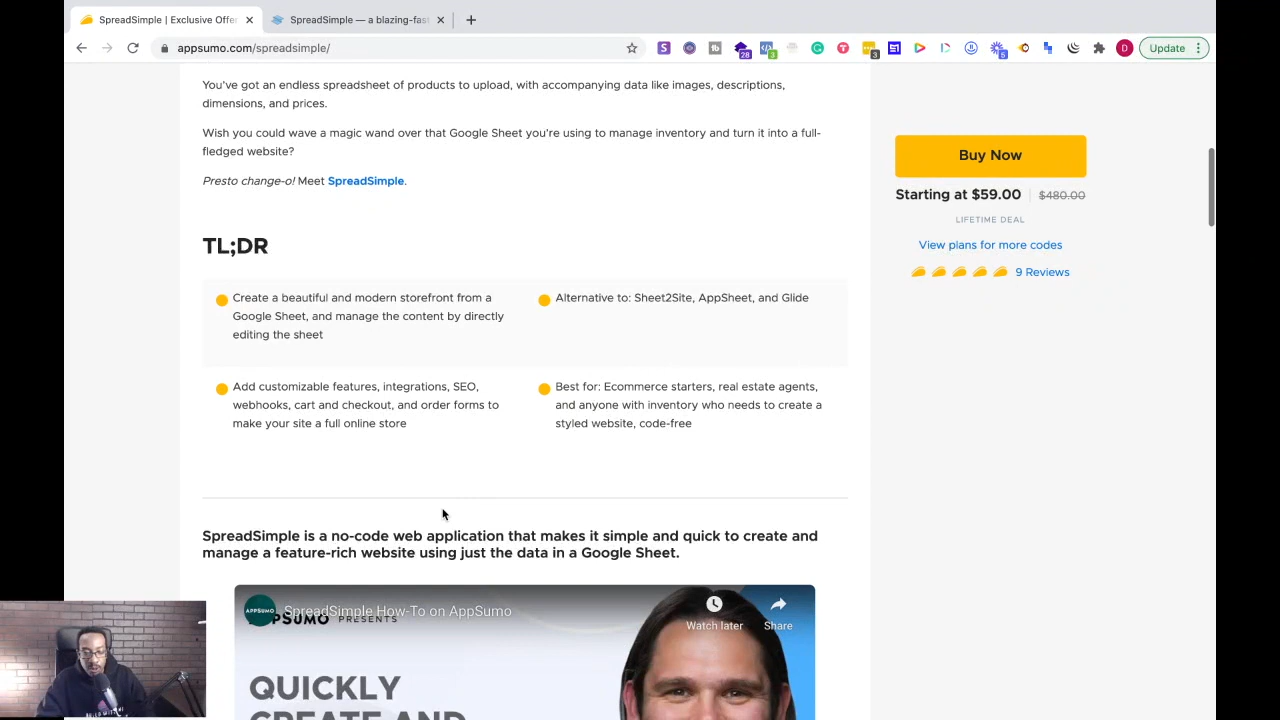 SpreadSimple | Exclusive Offer
SpreadSimple — a blazing-fast
appsumo.com/spreadsimple/
28
3
3
5
D
Update
You've got an endless spreadsheet of products to upload, with accompanying data like images, descriptions,
dimensions, and prices.
Wish you could wave a magic wand over that Google Sheet you're using to manage inventory and turn it into a full-
fledged website?
Presto change-o! Meet SpreadSimple.
Buy Now
Starting at $59.00 $480.00
LIFETIME DEAL
View plans for more codes
9 Reviews
TL;DR
Create a beautiful and modern storefront from a
Google Sheet, and manage the content by directly
editing the sheet
Alternative to: Sheet2Site, AppSheet, and Glide
Add customizable features, integrations, SEO,
webhooks, cart and checkout, and order forms to
make your site a full online store
Best for: Ecommerce starters, real estate agents,
and anyone with inventory who needs to create a
styled website, code-free
SpreadSimple is a no-code web application that makes it simple and quick to create and
manage a feature-rich website using just the data in a Google Sheet.
APPSUMO
SpreadSimple How-To on AppSumo
PRESENTS
Watch later
Share
QUICKLY
CREATE AND